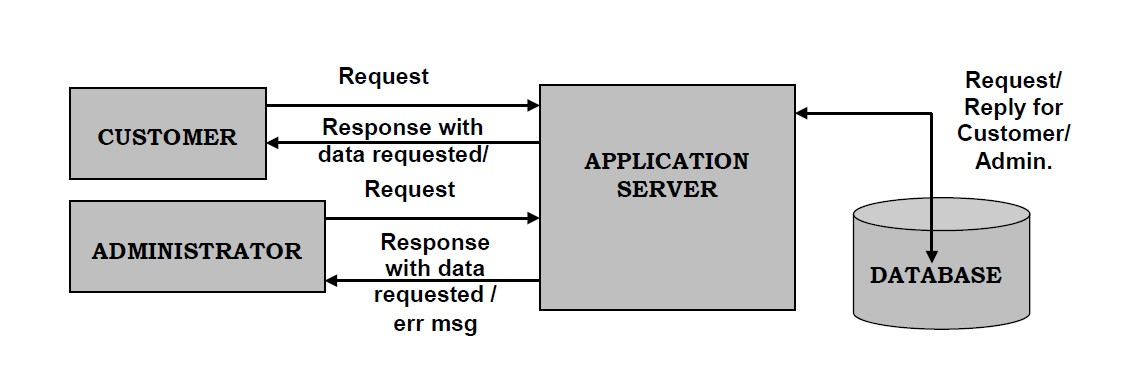 Request
CUSTOMER
Response with
data requested/
Request
ADMINISTRATOR
Response
with data
requested /
err msg
APPLICATION
SERVER
Request/
Reply for
Customer/
Admin.
DATABASE